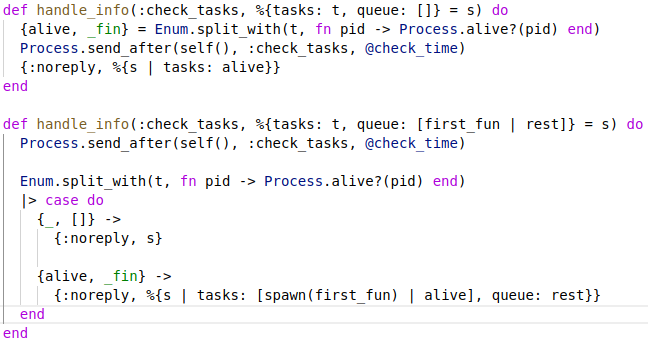 def handle_info(:check_tasks, %{tasks: t, queue: []} = s) do
  {alive, _fin} = Enum.split_with(t, fn pid -> Process.alive?(pid) end)
  Process.send_after(self(), :check_tasks, @check_time)
  {:noreply, %{s | tasks: alive}}
end

def handle_info(:check_tasks, %{tasks: t, queue: [first_fun | rest]} = s) do
  Process.send_after(self(), :check_tasks, @check_time)

  Enum.split_with(t, fn pid -> Process.alive?(pid) end)
  |> case do
    {_, []} ->
      {:noreply, s}

    {alive, _fin} ->
      {:noreply, %{s | tasks: [spawn(first_fun) | alive], queue: rest}}
  end
end